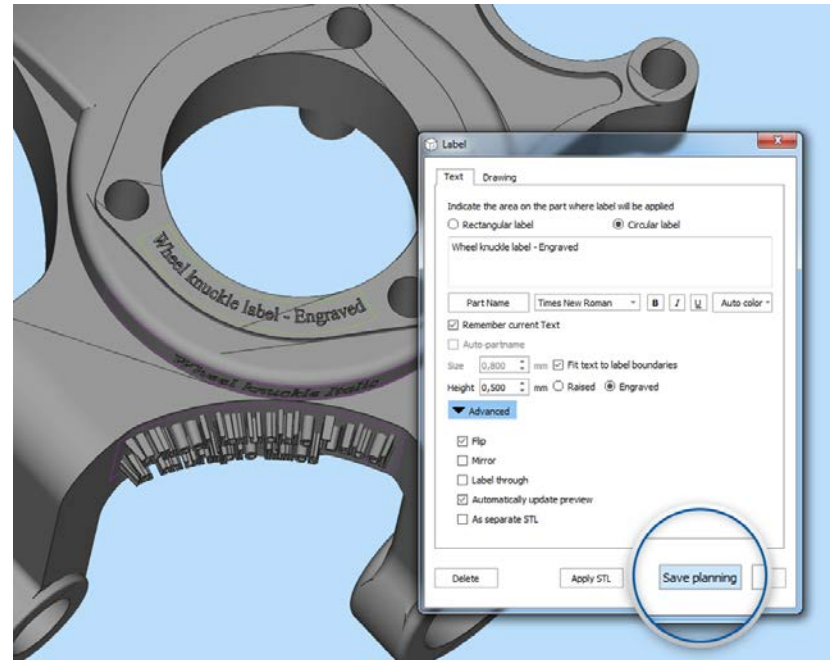 Label
Text Drawing
Indicate the area on the part where label will be applied
Rectangular label Circular label
Wheel knuckle label - Engraved
Part Name Times New Roman B I U Auto color
Remember current Text
Auto-partname
Size 0,800 mm Fit text to label boundaries
Height 0,500 mm Raised Engraved
Advanced
Flip
Mirror
Label through
Automatically update preview
As separate STL
Delete Apply STL Save planning
Wheel knuckle label - Engraved
Wheel knuckle Italic